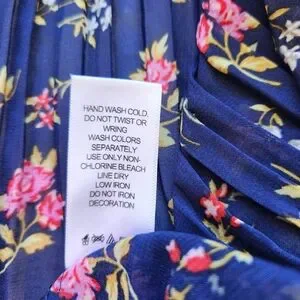 HAND WASH COLD,
DO NOT TWIST OR
WRING
WASH COLORS
SEPARATELY
USE ONLY NON-
CHLORINE BLEACH
LINE DRY
LOW IRON
DO NOT IRON
DECORATION